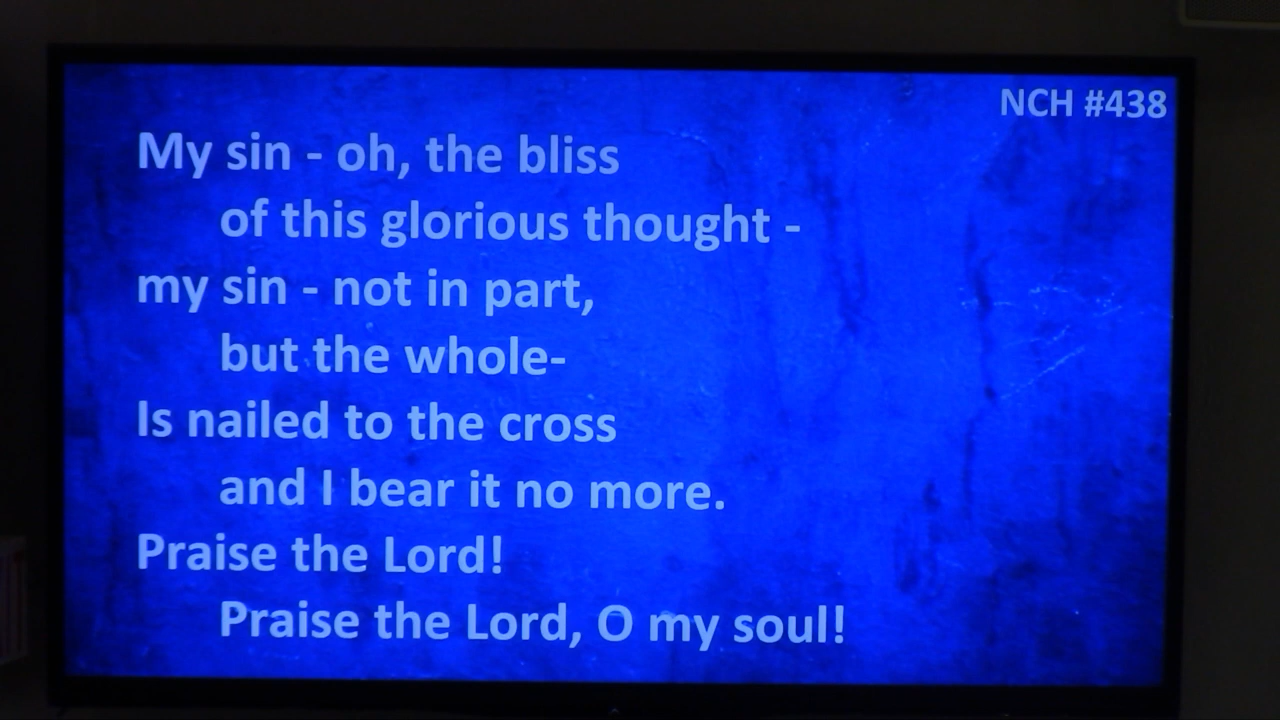 NCH #438
My sin - oh, the bliss
of this glorious thought -
my sin - not in part,
but the whole-
Is nailed to the cross
and I bear it no more.
Praise the Lord!
Praise the Lord, O my soul!